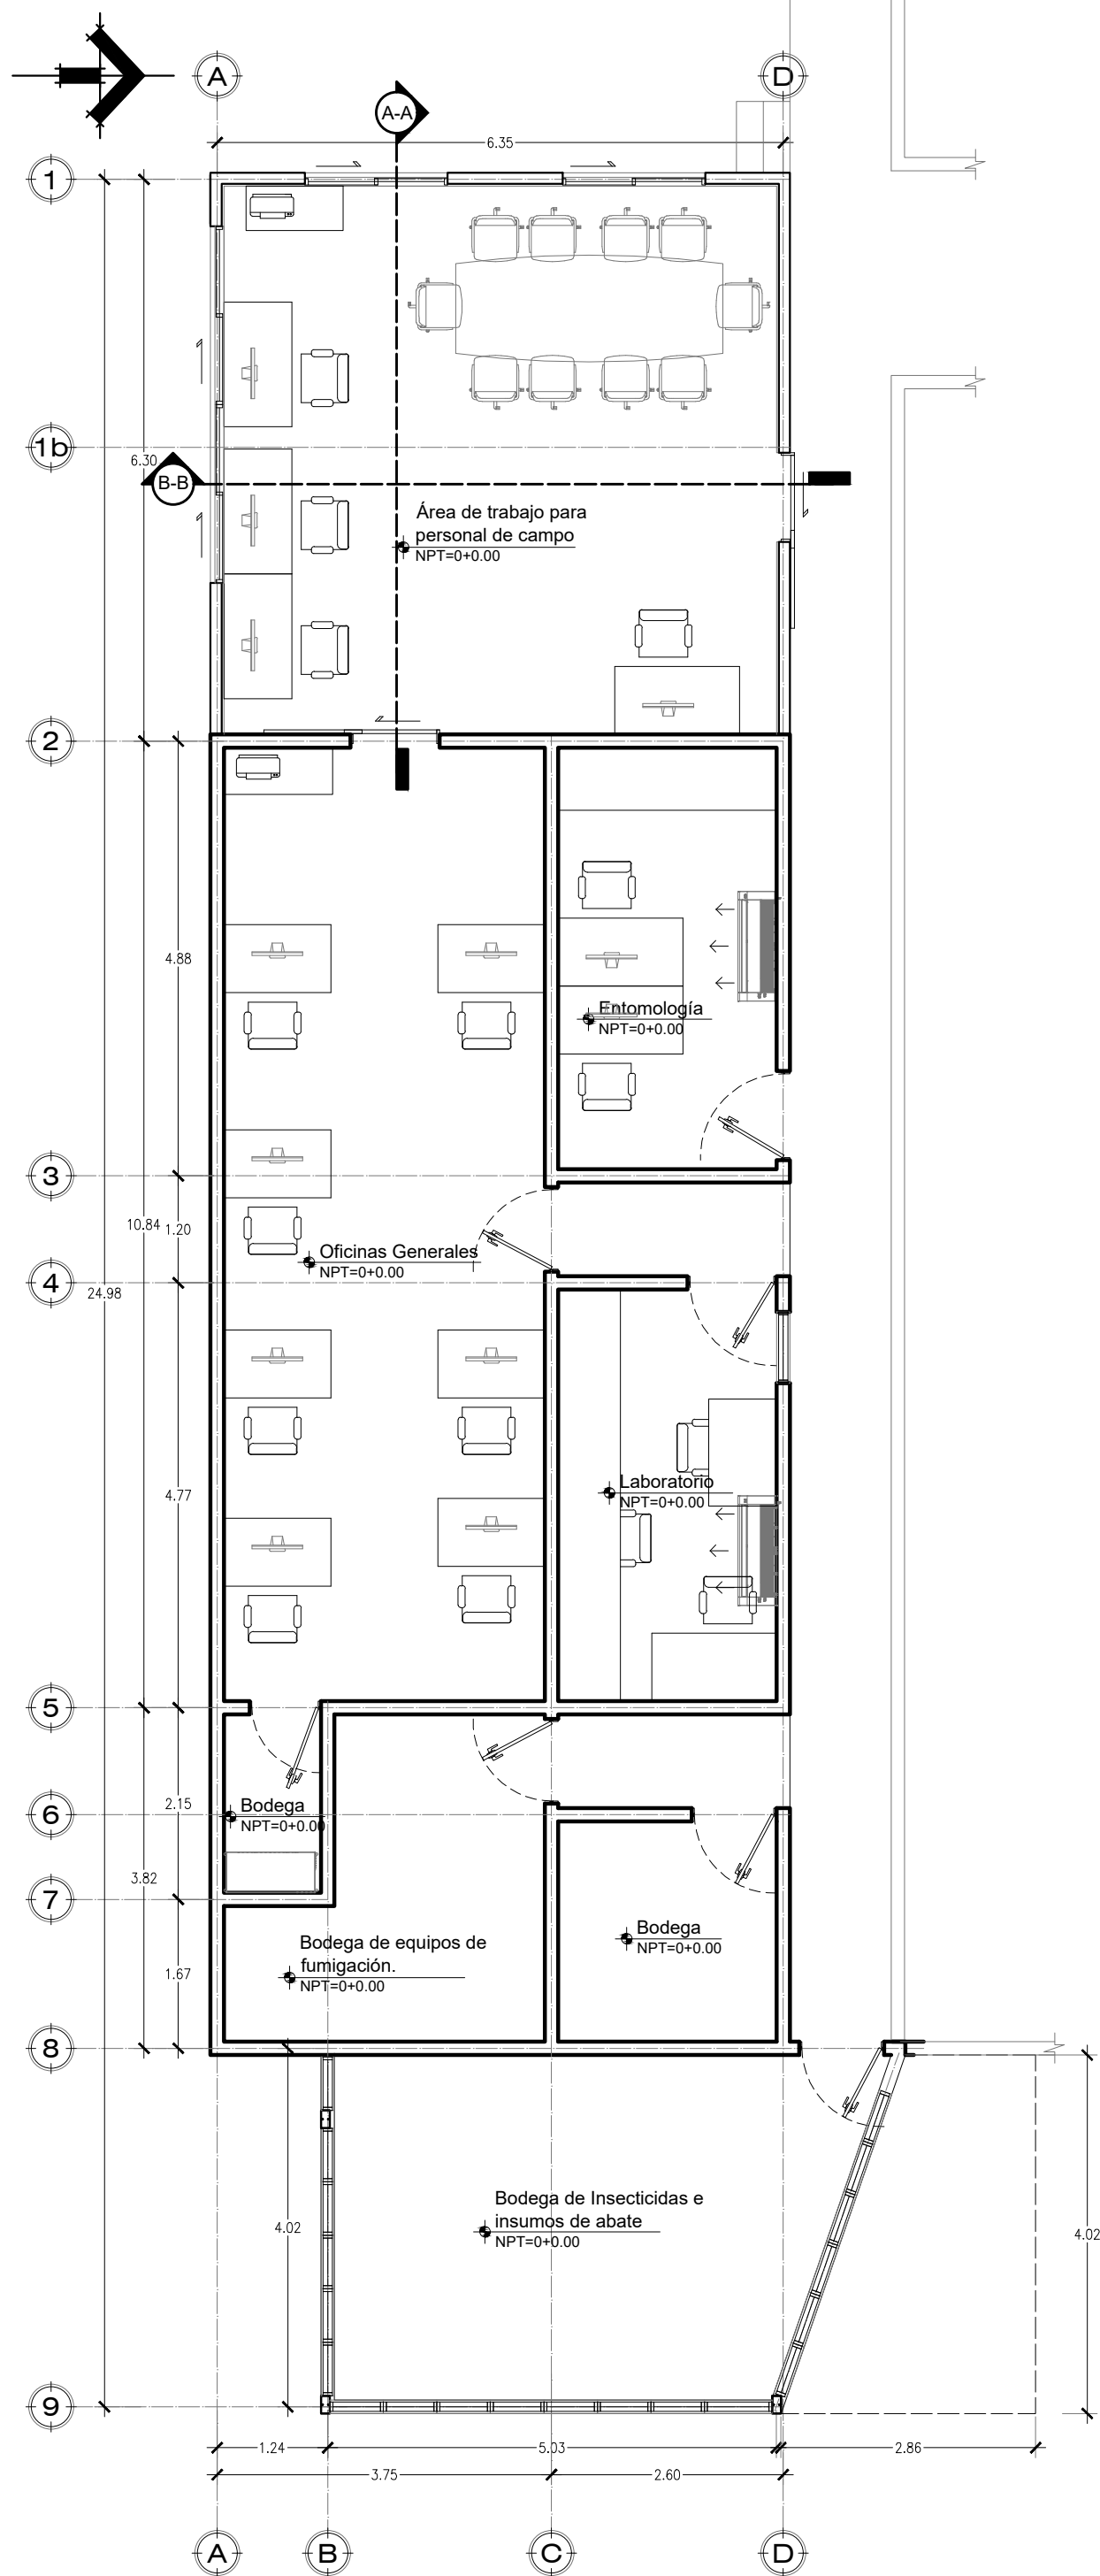 A
D
A-A
6.35
1
1b
6.30
B-B
Área de trabajo para
personal de campo
NPT=0+0.00
2
4.88
Entomología
NPT=0+0.00
3
10.84
1.20
Oficinas Generales
NPT=0+0.00
4
24.98
4.77
Laboratorio
NPT=0+0.00
5
2.15
Bodega
NPT=0+0.00
6
3.82
7
Bodega
NPT=0+0.00
Bodega de equipos de
fumigación.
NPT=0+0.00
1.67
8
Bodega de Insecticidas e
insumos de abate
NPT=0+0.00
4.02
4.02
9
1.24
5.03
2.86
3.75
2.60
A
B
C
D